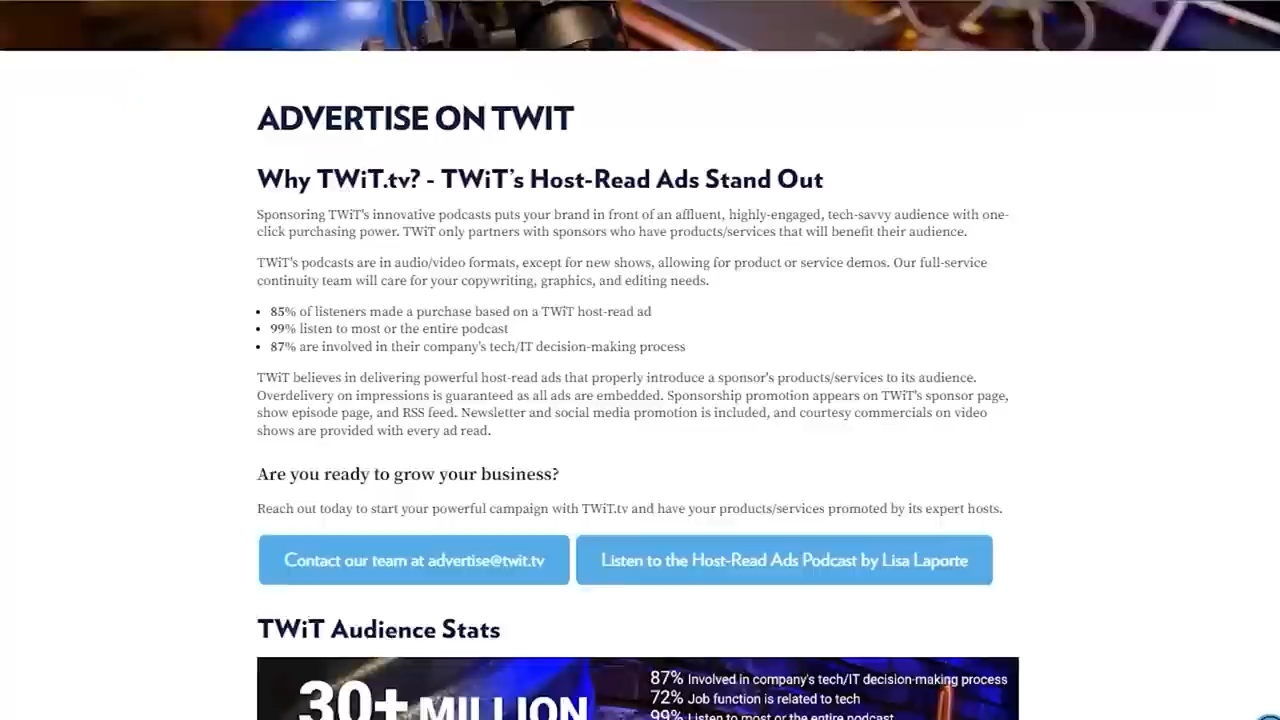 ADVERTISE ON TWIT
Why TWiT.tv? - TWiT's Host-Read Ads Stand Out
Sponsoring TWiT's innovative podcasts puts your brand in front of an affluent, highly-engaged, tech-savvy audience with one-
click purchasing power. TWiT only partners with sponsors who have products/services that will benefit their audience.
TWiT's podcasts are in audio/video formats, except for new shows, allowing for product or service demos. Our full-service
continuity team will care for your copywriting, graphics, and editing needs.
• 85% of listeners made a purchase based on a TWiT host-read ad
• 99% listen to most or the entire podcast
• 87% are involved in their company's tech/IT decision-making process
TWiT believes in delivering powerful host-read ads that properly introduce a sponsor's products/services to its audience.
Overdelivery on impressions is guaranteed as all ads are embedded. Sponsorship promotion appears on TWiT's sponsor page,
show episode page, and RSS feed. Newsletter and social media promotion is included, and courtesy commercials on video
shows are provided with every ad read.
Are you ready to grow your business?
Reach out today to start your powerful campaign with TWiT.tv and have your products/services promoted by its expert hosts.
Contact our team at advertise@twit.tv
Listen to the Host-Read Ads Podcast by Lisa Laporte
TWiT Audience Stats
30+ MILLION
87% Involved in company's tech/IT decision-making process
72% Job function is related to tech
99% Listen to most or the entire podcast